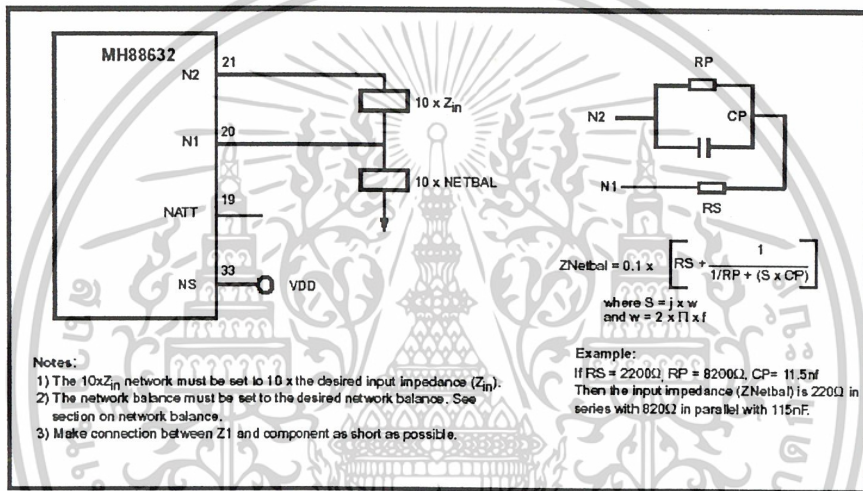 MH88632
N2
21
10 x Zin
N1
20
10 x NETBAL
NATT
19
NS
33
VDD
RP
N2
CP
N1
RS
ZNetbal = 0.1 x [RS + 1 / 1/RP + (S x CP)]
where S = j x w
and w = 2 x Π x f
Notes:
1) The 10xZin network must be set to 10 x the desired input impedance (Zin).
2) The network balance must be set to the desired network balance. See
section on network balance.
3) Make connection between Z1 and component as short as possible.
Example:
If RS = 2200Ω, RP = 8200Ω, CP= 11.5nf
Then the input impedance (ZNetbal) is 220Ω in
series with 820Ω in parallel with 115nF.